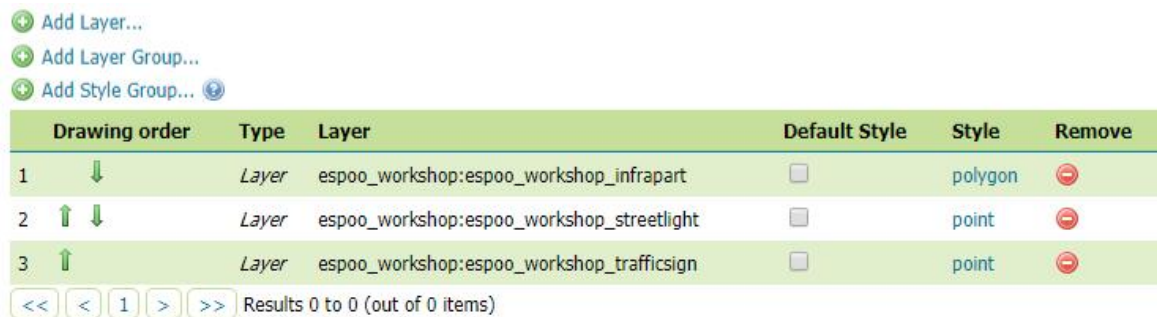 Add Layer...
Add Layer Group...
Add Style Group...
Drawing order Type Layer Default Style Style Remove
1 Layer espoo_workshop:espoo_workshop_infrapart polygon
2 Layer espoo_workshop:espoo_workshop_streetlight point
3 Layer espoo_workshop:espoo_workshop_trafficsign point
<< < 1 > >> Results 0 to 0 (out of 0 items)